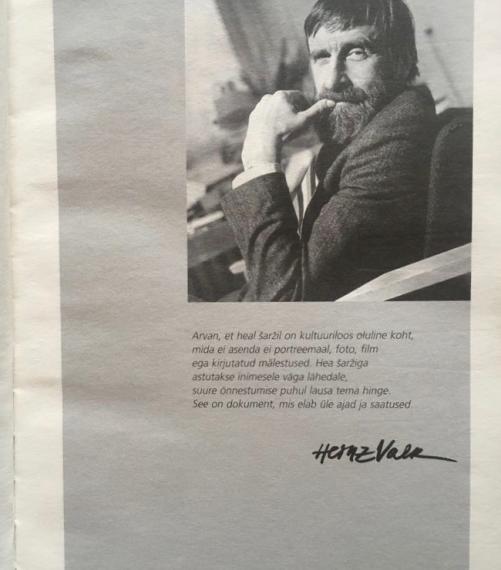 Arvan, et heal šaržil on kultuuriloos oluline koht,
mida ei asenda ei portreemaal, foto, film
ega kirjutatud mälestused. Hea šaržiga
astutakse inimesele väga lähedale,
suure õnnestumise puhul lausa tema hinge.
See on dokument, mis elab üle ajad ja saatused
Heinz Valk